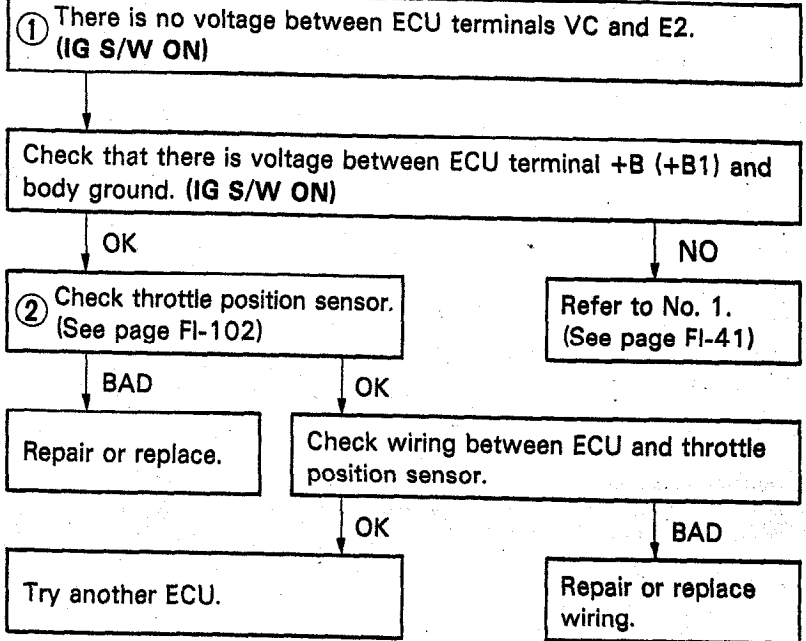 ① There is no voltage between ECU terminals VC and E2.
(IG S/W ON)
Check that there is voltage between ECU terminal +B (+B1) and
body ground. (IG S/W ON)
OK
NO
② Check throttle position sensor.
(See page FI-102)
Refer to No. 1.
(See page FI-41)
BAD
OK
Repair or replace.
Check wiring between ECU and throttle
position sensor.
OK
BAD
Try another ECU.
Repair or replace
wiring.